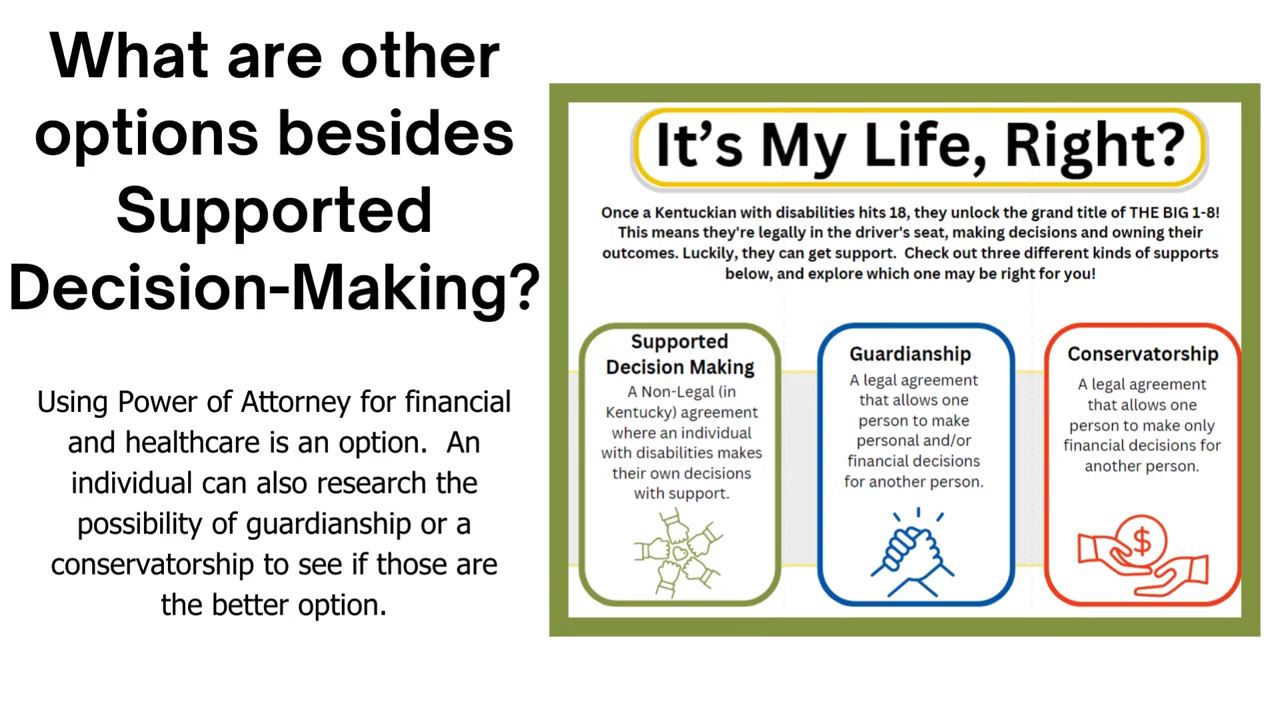 What are other
options besides
Supported
Decision-Making?
Using Power of Attorney for financial
and healthcare is an option.  An
individual can also research the
possibility of guardianship or a
conservatorship to see if those are
the better option.
It's My Life, Right?
Once a Kentuckian with disabilities hits 18, they unlock the grand title of THE BIG 1-8!
This means they're legally in the driver's seat, making decisions and owning their
outcomes. Luckily, they can get support.  Check out three different kinds of supports
below, and explore which one may be right for you!
Supported
Decision Making
A Non-Legal (in
Kentucky) agreement
where an individual
with disabilities makes
their own decisions
with support.
Guardianship
A legal agreement
that allows one
person to make
personal and/or
financial decisions
for another person.
Conservatorship
A legal agreement
that allows one
person to make only
financial decisions for
another person.
$